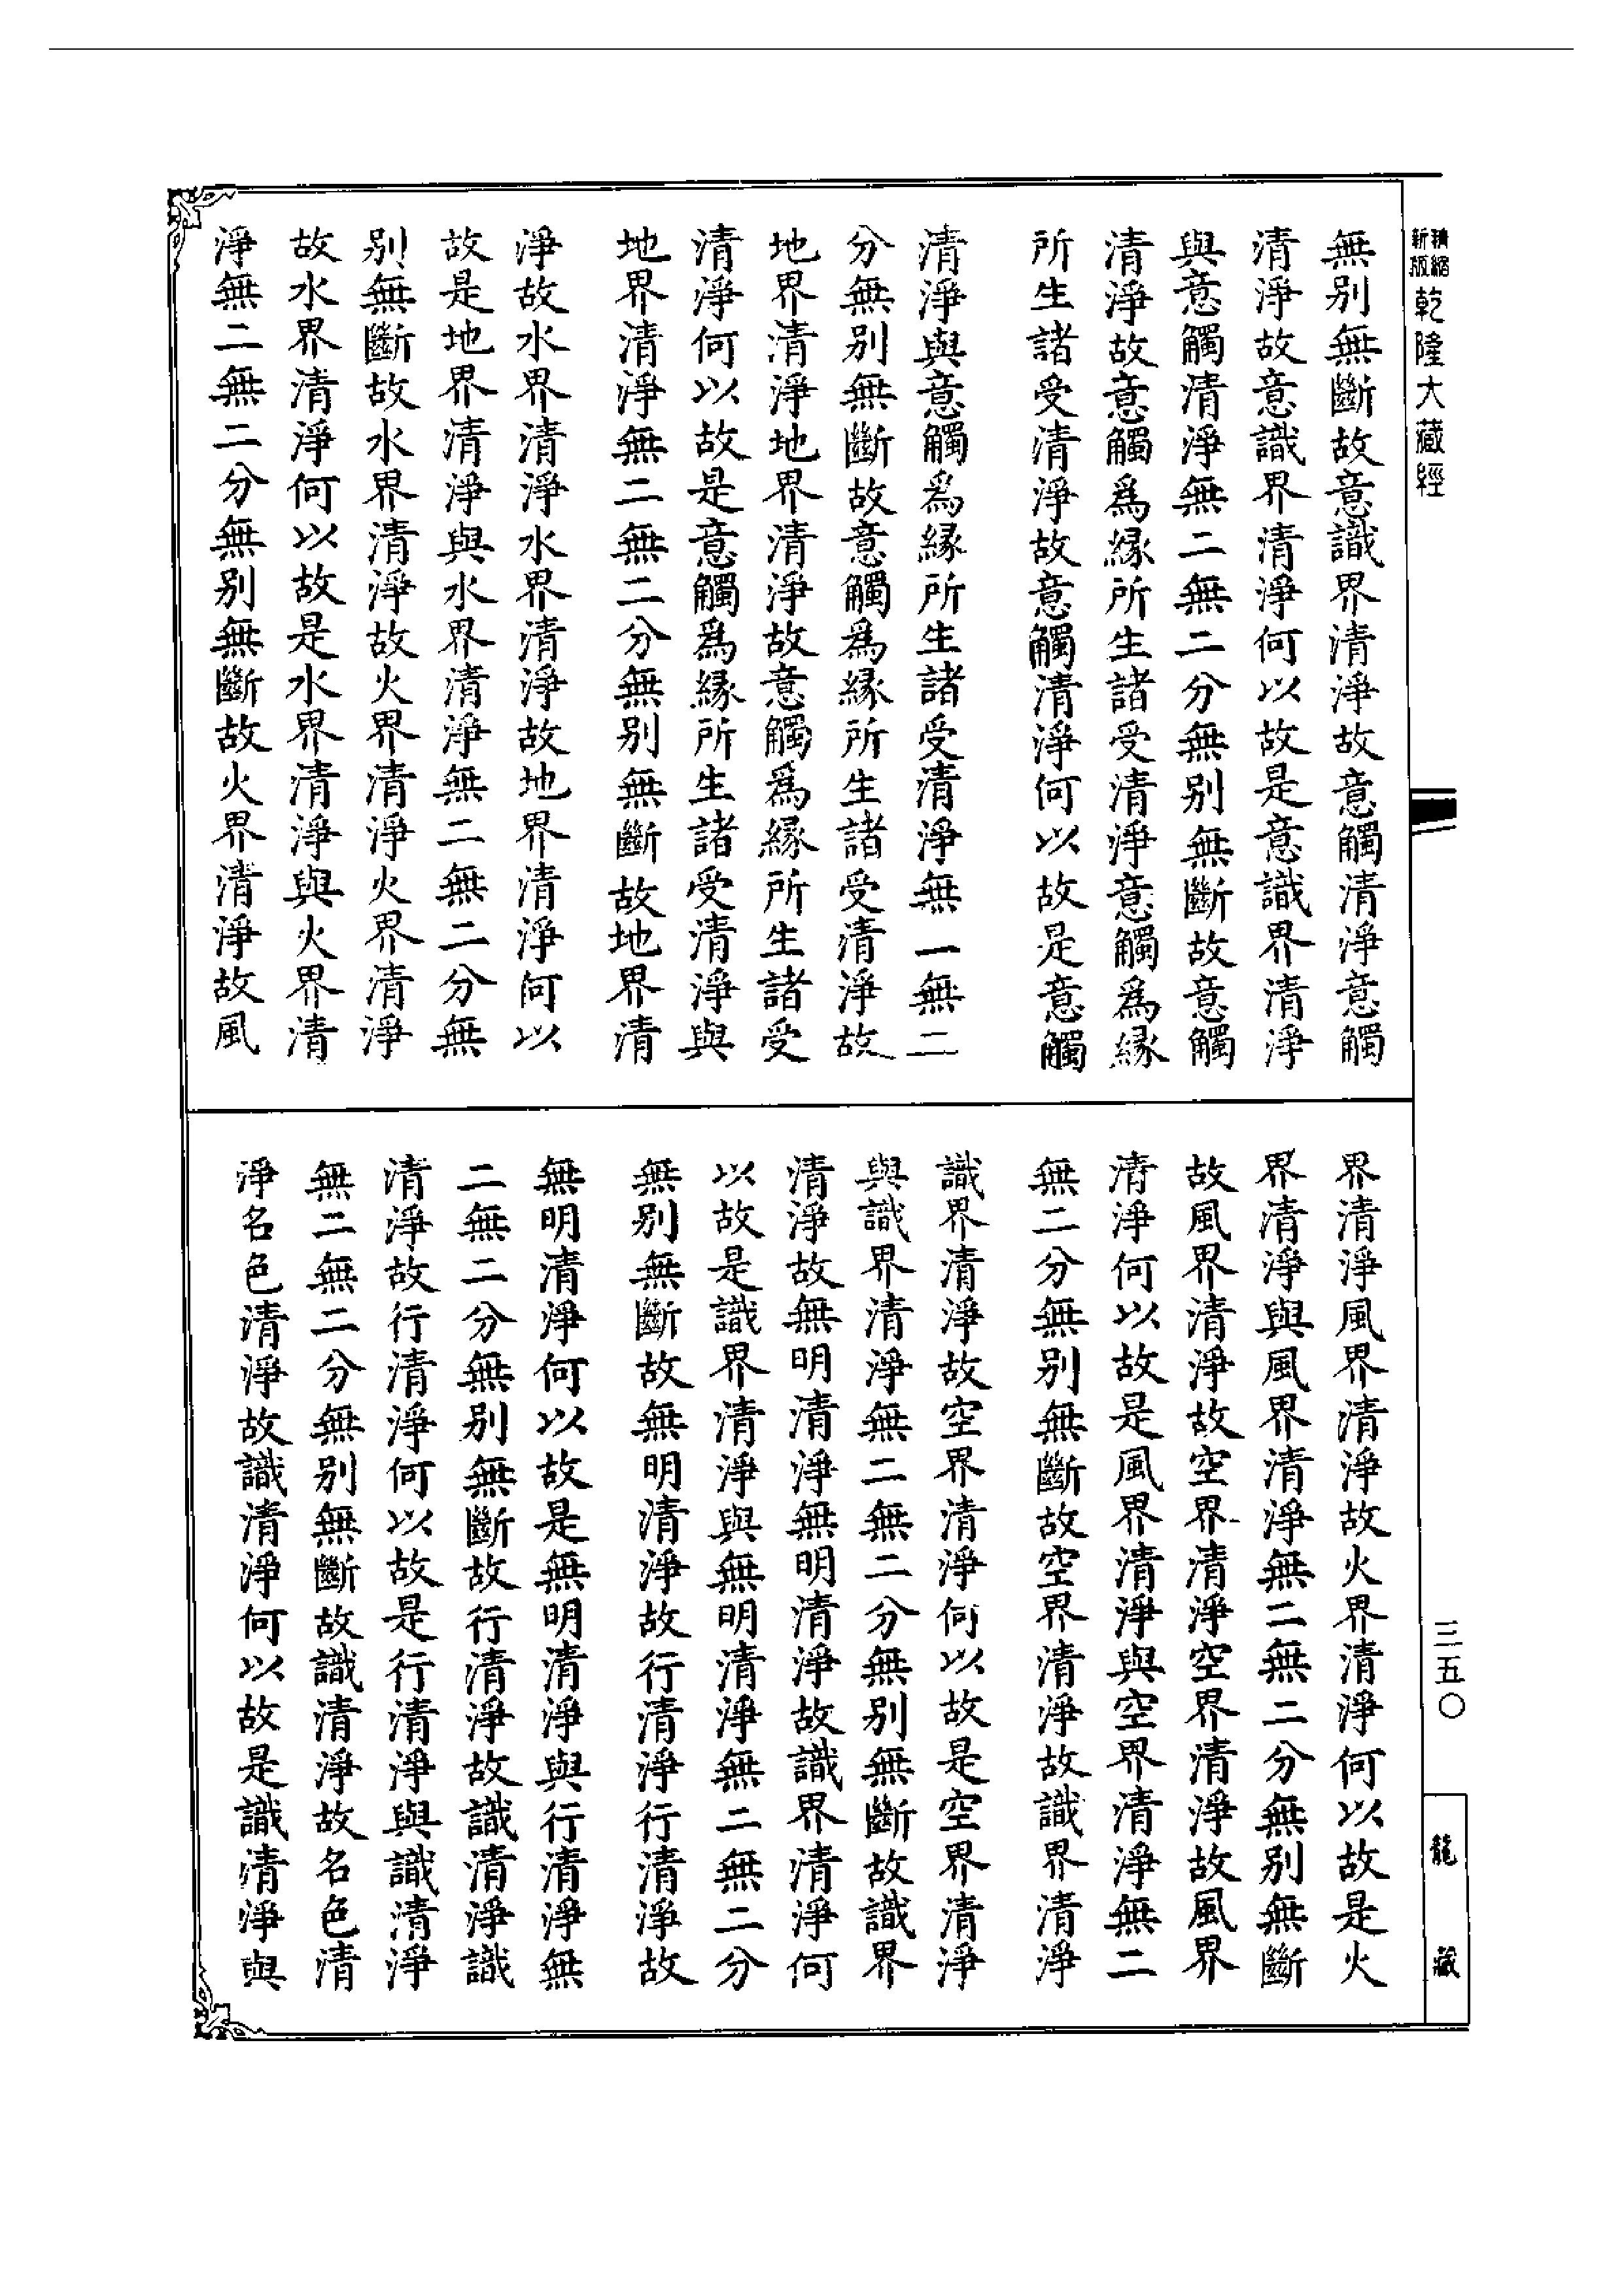 精縮新版乾隆大藏經
無別無斷故意識界清淨故意觸清淨意觸
清淨故意識界清淨何以故是意識界清淨
與意觸清淨無二無二分無別無斷故意觸
清淨故意觸爲緣所生諸受清淨意觸爲緣
所生諸受清淨故意觸清淨何以故是意觸
清淨與意觸爲緣所生諸受清淨無一無二
分無別無斷故意觸爲緣所生諸受清淨故
地界清淨地界清淨故意觸爲緣所生諸受
清淨何以故是意觸爲緣所生諸受清淨與
地界清淨無二無二分無別無斷故地界清
淨故水界清淨水界清淨故地界清淨何以
故是地界清淨與水界清淨無二無二分無
別無斷故水界清淨故火界清淨火界清淨
故水界清淨何以故是水界清淨與火界清
淨無二無二分無別無斷故火界清淨故風
界清淨風界清淨故火界清淨何以故是火
界清淨與風界清淨無二無二分無別無斷
故風界清淨故空界清淨空界清淨故風界
清淨何以故是風界清淨與空界清淨無二
無二分無別無斷故空界清淨故識界清淨
識界清淨故空界清淨何以故是空界清淨
與識界清淨無二無二分無別無斷故識界
清淨故無明清淨無明清淨故識界清淨何
以故是識界清淨與無明清淨無二無二分
無別無斷故無明清淨故行清淨行清淨故
無明清淨何以故是無明清淨與行清淨無
二無二分無別無斷故行清淨故識清淨識
清淨故行清淨何以故是行清淨與識清淨
無二無二分無別無斷故識清淨故名色清
淨名色清淨故識清淨何以故是識清淨與
三五〇
龍藏